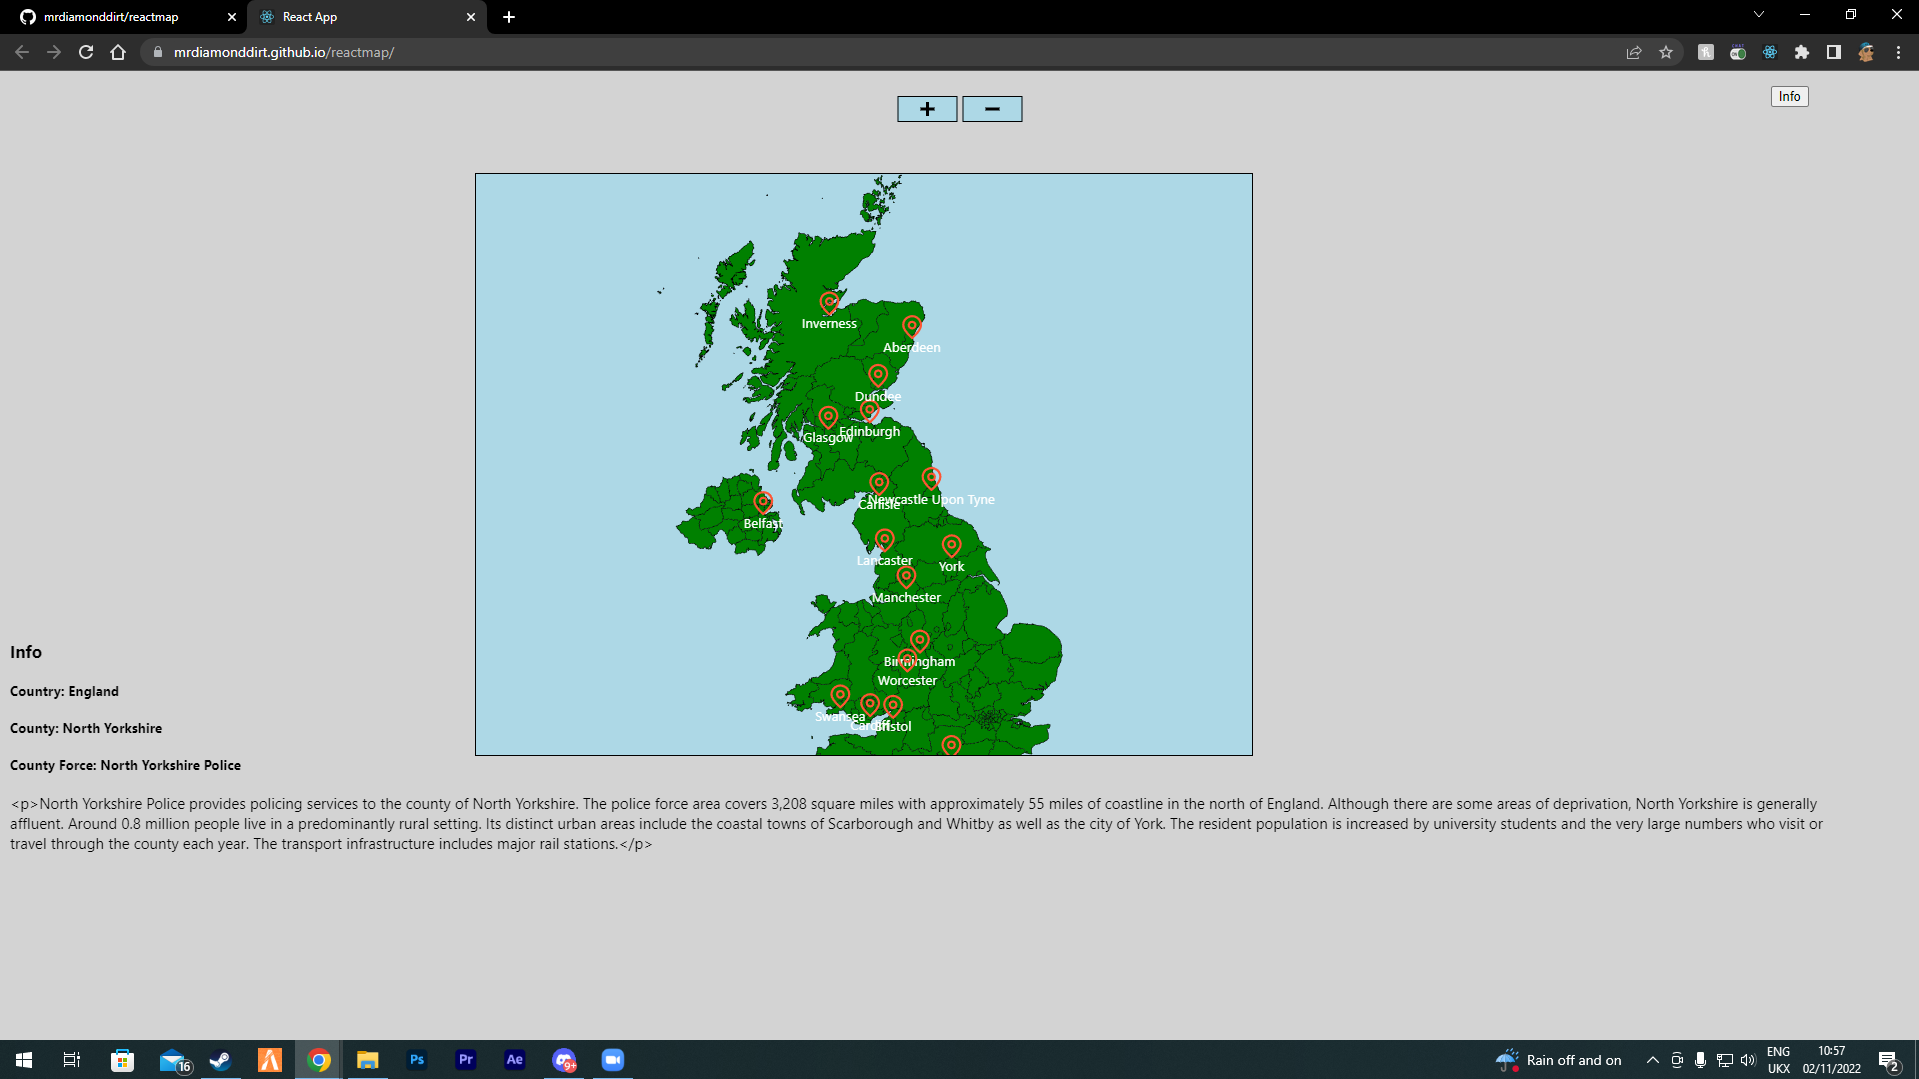 mrdiamonddirt/reactmap
React App
mrdiamonddirt.github.io/reactmap/
+
−
Info
Inverness
Aberdeen
Dundee
Edinburgh
Glasgow
Newcastle Upon Tyne
Carlisle
Belfast
Lancaster
York
Manchester
Birmingham
Worcester
Swansea
Cardiff
Bristol
Info
Country: England
County: North Yorkshire
County Force: North Yorkshire Police
<p>North Yorkshire Police provides policing services to the county of North Yorkshire. The police force area covers 3,208 square miles with approximately 55 miles of coastline in the north of England. Although there are some areas of deprivation, North Yorkshire is generally
affluent. Around 0.8 million people live in a predominantly rural setting. Its distinct urban areas include the coastal towns of Scarborough and Whitby as well as the city of York. The resident population is increased by university students and the very large numbers who visit or
travel through the county each year. The transport infrastructure includes major rail stations.</p>
16
Ps
Pr
Ae
9+
Rain off and on
ENG
UKX
10:57
02/11/2022
2